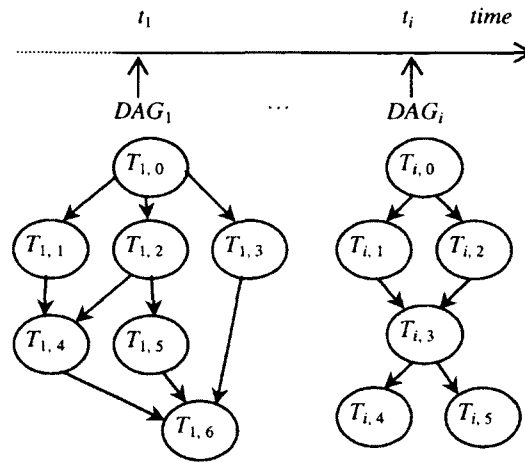 t1 ti time
DAG1 ... DAGi
T1,0 Ti,0
T1,1 T1,2 T1,3 Ti,1 Ti,2
T1,4 T1,5 Ti,3
T1,6 Ti,4 Ti,5